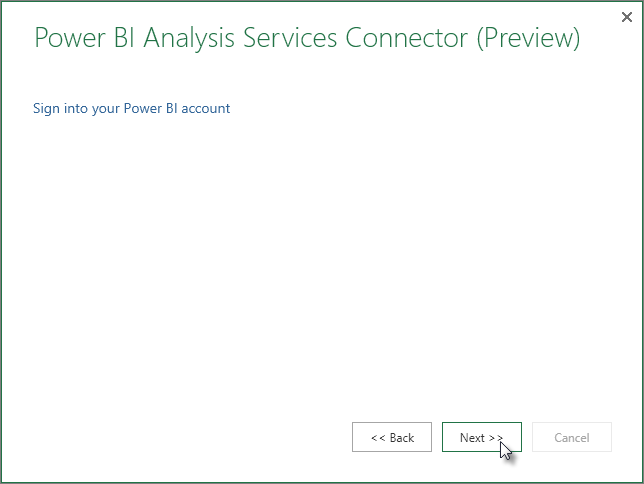 Power BI Analysis Services Connector (Preview)
Sign into your Power BI account
<< Back
Next >>
Cancel